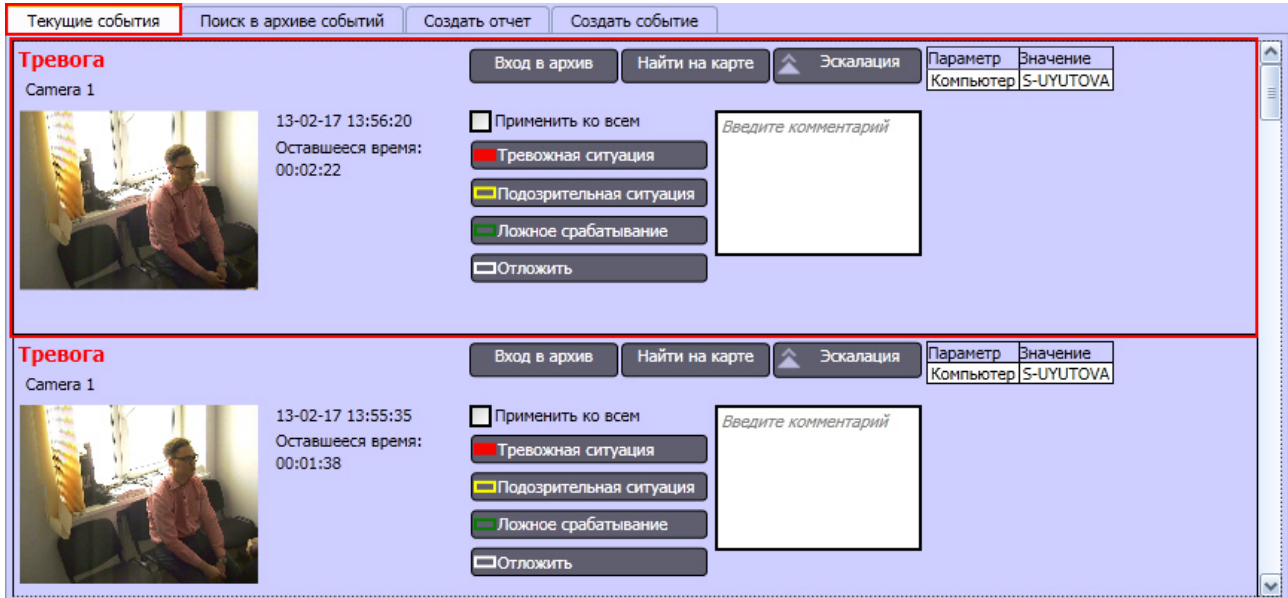 Текущие события Поиск в архиве событий Создать отчет Создать событие
Тревога Вход в архив Найти на карте Эскалация Параметр Значение
Компьютер S-UYUTOVA
Camera 1
13-02-17 13:56:20 Применить ко всем Введите комментарий
Оставшееся время: Тревожная ситуация
00:02:22
Подозрительная ситуация
Ложное срабатывание
Отложить
Тревога Вход в архив Найти на карте Эскалация Параметр Значение
Компьютер S-UYUTOVA
Camera 1
13-02-17 13:55:35 Применить ко всем Введите комментарий
Оставшееся время: Тревожная ситуация
00:01:38
Подозрительная ситуация
Ложное срабатывание
Отложить